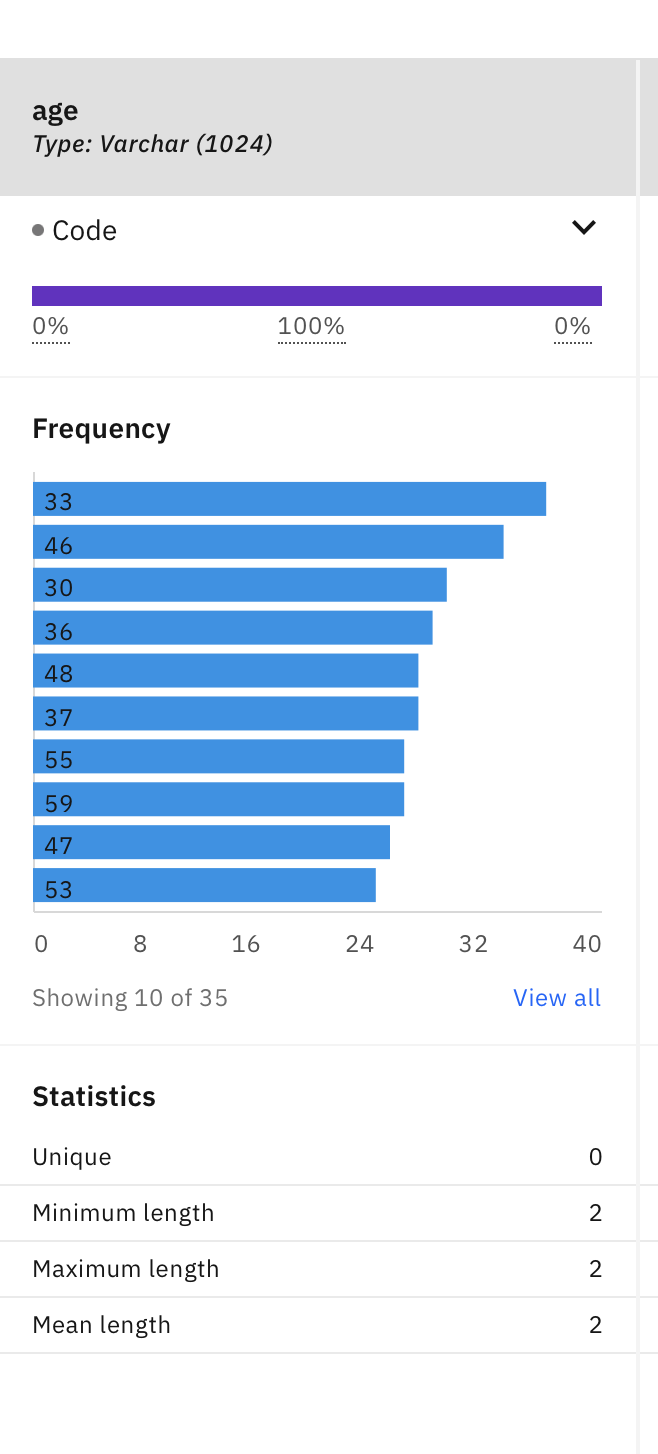 age
Type: Varchar (1024)
Code
0% 100% 0%
Frequency
33
46
30
36
48
37
55
59
47
53
0 8 16 24 32 40
Showing 10 of 35 View all
Statistics
Unique 0
Minimum length 2
Maximum length 2
Mean length 2